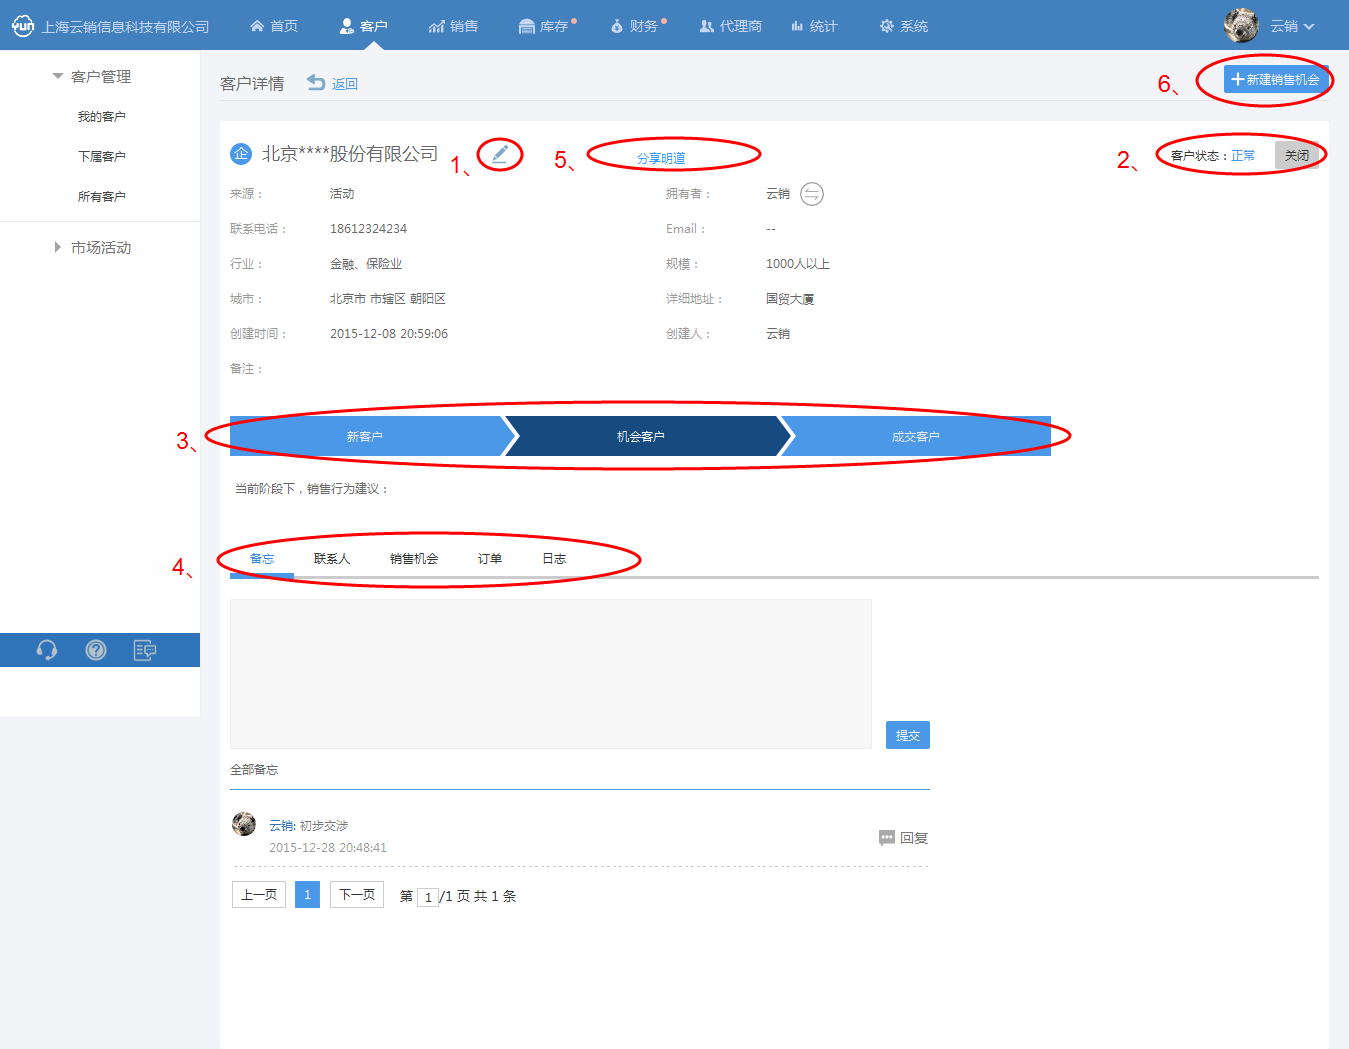 yun 上海云销信息科技有限公司 首页 客户 销售 库存 财务 代理商 统计 系统 云销
客户管理
我的客户
下属客户
所有客户
市场活动
客户详情 返回
6、 新建销售机会
企 北京****股份有限公司 1、 5、 分享明道 2、 客户状态：正常 关闭
来源： 活动 拥有者： 云销
联系电话： 18612324234 Email： --
行业： 金融、保险业 规模： 1000人以上
城市： 北京市 市辖区 朝阳区 详细地址： 国贸大厦
创建时间： 2015-12-08 20:59:06 创建人： 云销
备注：
3、 新客户 机会客户 成交客户
当前阶段下，销售行为建议：
4、 备忘 联系人 销售机会 订单 日志
提交
全部备忘
云销: 初步交涉
2015-12-28 20:48:41
回复
上一页 1 下一页 第 1 /1 页 共 1 条